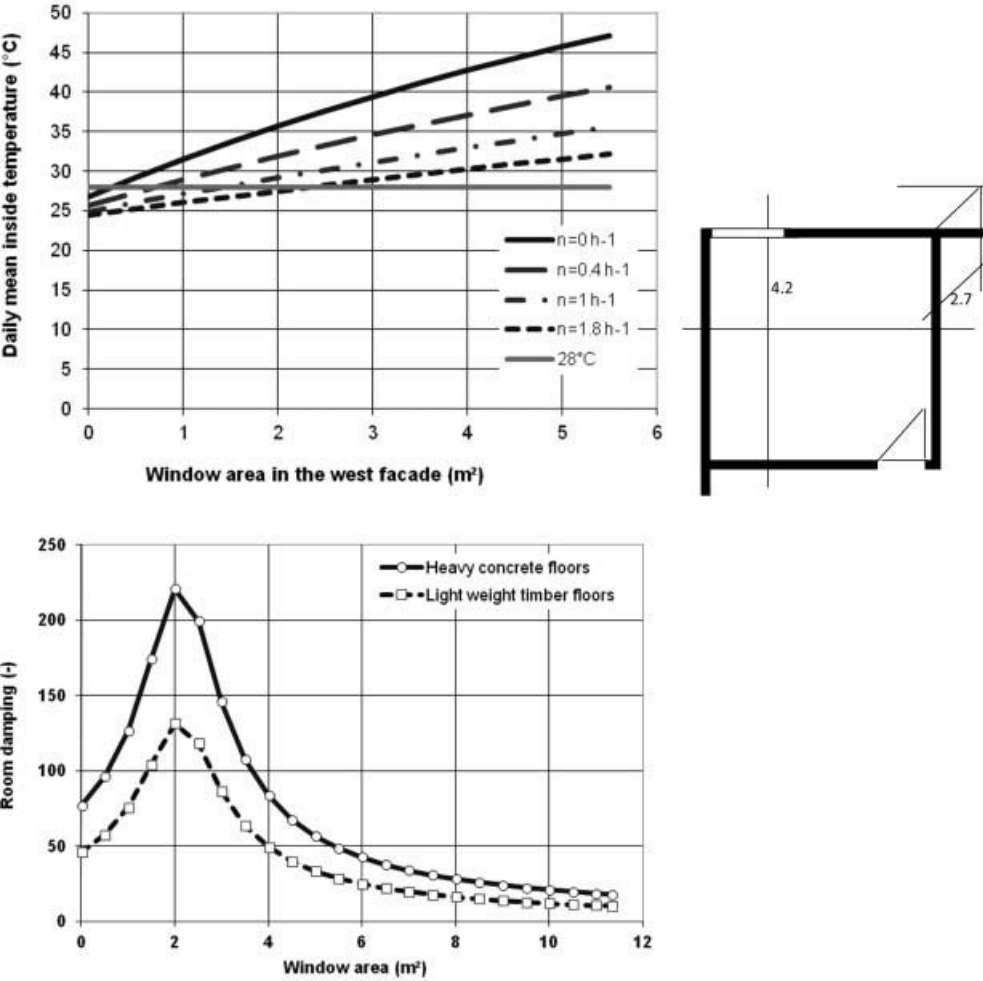 Daily mean inside temperature (°C)
50
45
40
35
30
25
20
15
10
5
0
n=0 h-1
n=0.4 h-1
n=1 h-1
n=1.8 h-1
28°C
0 1 2 3 4 5 6
Window area in the west facade (m²)
4.2
2.7
Room damping (-)
250
200
150
100
50
0
Heavy concrete floors
Light weight timber floors
0 2 4 6 8 10 12
Window area (m²)